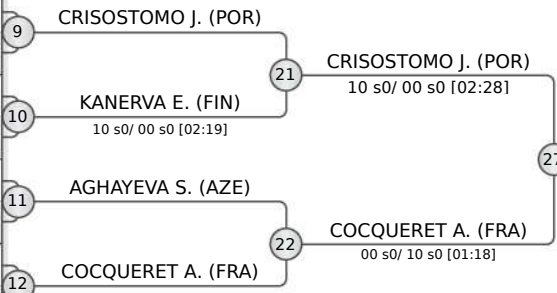 9
CRISOSTOMO J. (POR)
21
CRISOSTOMO J. (POR)
10 s0/ 00 s0 [02:28]
10
KANERVA E. (FIN)
10 s0/ 00 s0 [02:19]
27
11
AGHAYEVA S. (AZE)
22
COCQUERET A. (FRA)
00 s0/ 10 s0 [01:18]
12
COCQUERET A. (FRA)